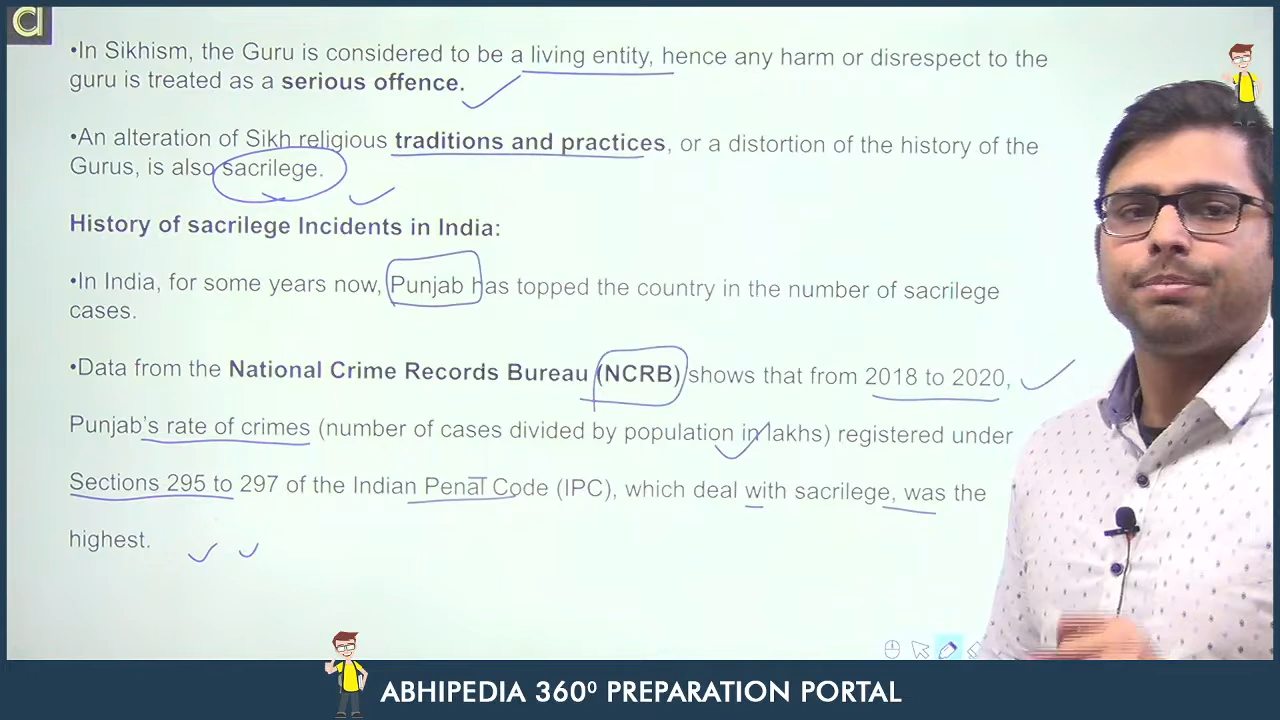 a
•In Sikhism, the Guru is considered to be a living entity, hence any harm or disrespect to the
guru is treated as a serious offence.
•An alteration of Sikh religious traditions and practices, or a distortion of the history of the
Gurus, is also sacrilege.
History of sacrilege Incidents in India:
•In India, for some years now, Punjab has topped the country in the number of sacrilege
cases.
•Data from the National Crime Records Bureau (NCRB) shows that from 2018 to 2020,
Punjab's rate of crimes (number of cases divided by population in lakhs) registered under
Sections 295 to 297 of the Indian Penal Code (IPC), which deal with sacrilege, was the
highest.
ABHIPEDIA 360⁰ PREPARATION PORTAL